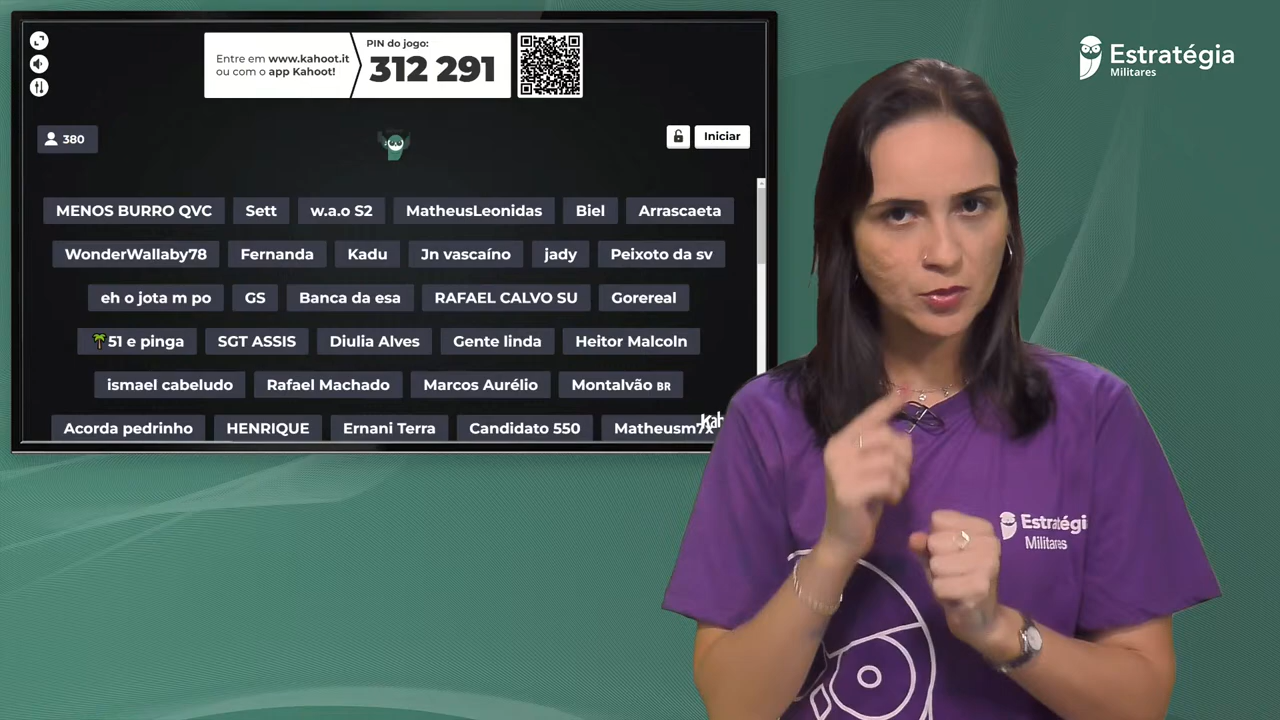 Entre em www.kahoot.it
ou com o app Kahoot!
PIN do jogo:
312 291
Estratégia
Militares
380
Iniciar
MENOS BURRO QVC
Sett
w.a.o S2
MatheusLeonidas
Biel
Arrascaeta
WonderWallaby78
Fernanda
Kadu
Jn vascaíno
jady
Peixoto da sv
eh o jota m po
GS
Banca da esa
RAFAEL CALVO SU
Gorereal
🌴51 e pinga
SGT ASSIS
Diulia Alves
Gente linda
Heitor Malcoln
ismael cabeludo
Rafael Machado
Marcos Aurélio
Montalvão BR
Acorda pedrinho
HENRIQUE
Ernani Terra
Candidato 550
Estratégi
Militares